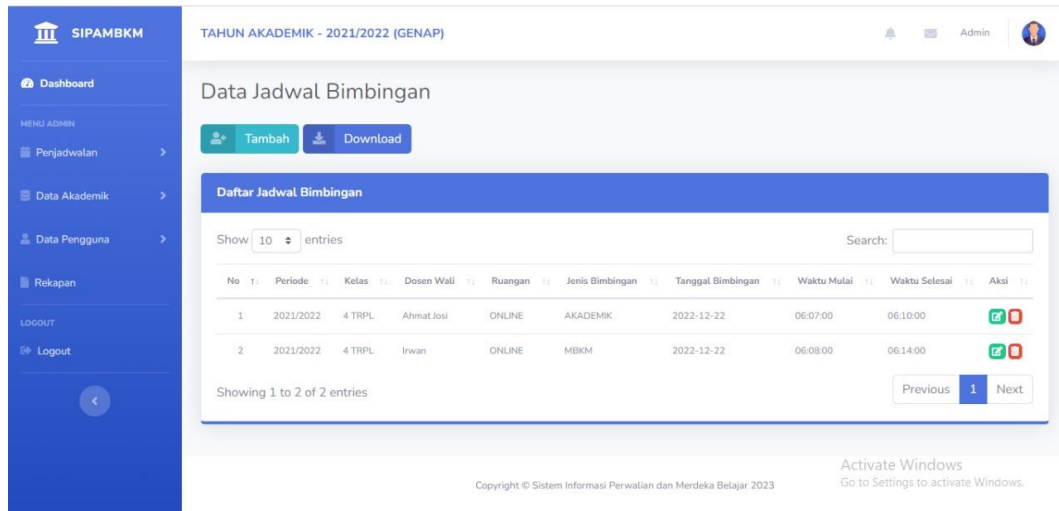 SIPAMBKM
TAHUN AKADEMIK - 2021/2022 (GENAP)
Admin
Dashboard
MENU ADMIN
Penjadwalan
Data Akademik
Data Pengguna
Rekapan
LOGOUT
Logout
Data Jadwal Bimbingan
Tambah Download
Daftar Jadwal Bimbingan
Show 10 entries Search:
No Periode Kelas Dosen Wali Ruangan Jenis Bimbingan Tanggal Bimbingan Waktu Mulai Waktu Selesai Aksi
1 2021/2022 4 TRPL Ahmat Josi ONLINE AKADEMIK 2022-12-22 06:07:00 06:10:00
2 2021/2022 4 TRPL Irwan ONLINE MBKM 2022-12-22 06:08:00 06:14:00
Showing 1 to 2 of 2 entries Previous 1 Next
Activate Windows
Go to Settings to activate Windows.
Copyright © Sistem Informasi Perwalian dan Merdeka Belajar 2023